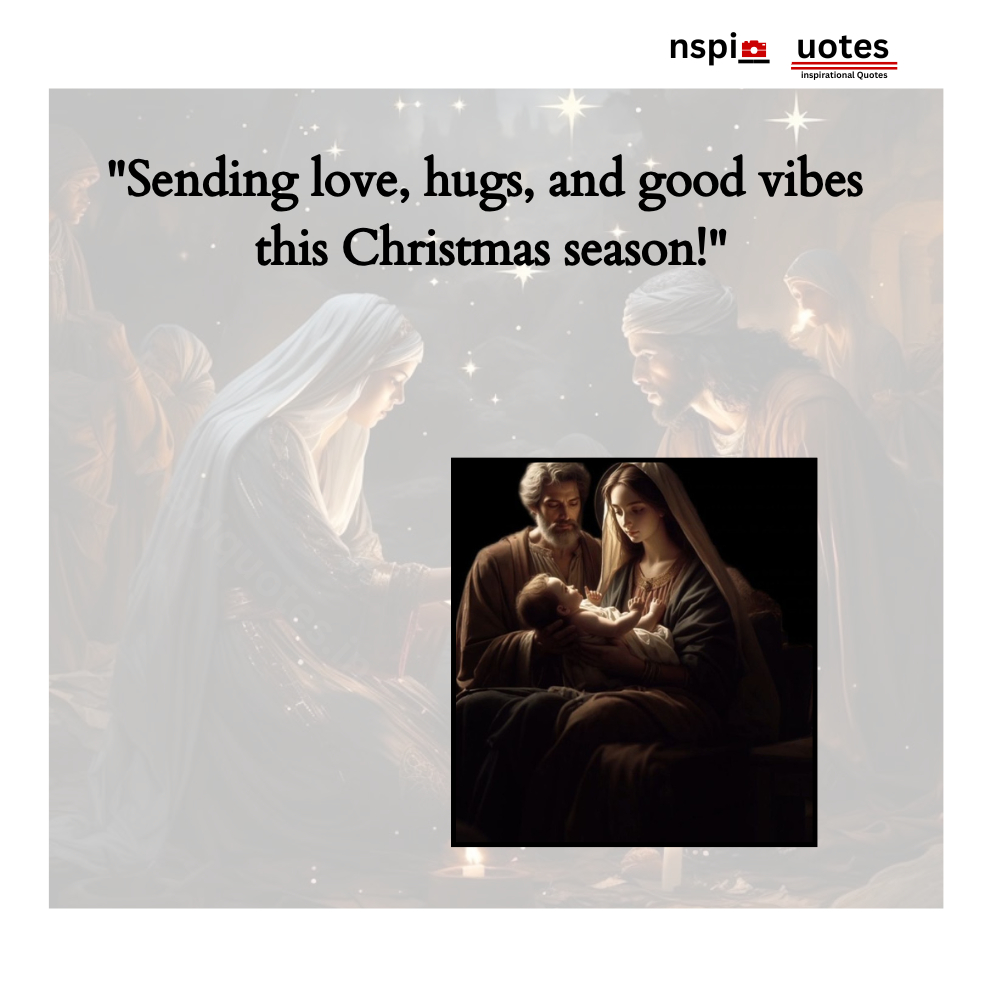 nspi uotes
inspirational Quotes
"Sending love, hugs, and good vibes
this Christmas season!"